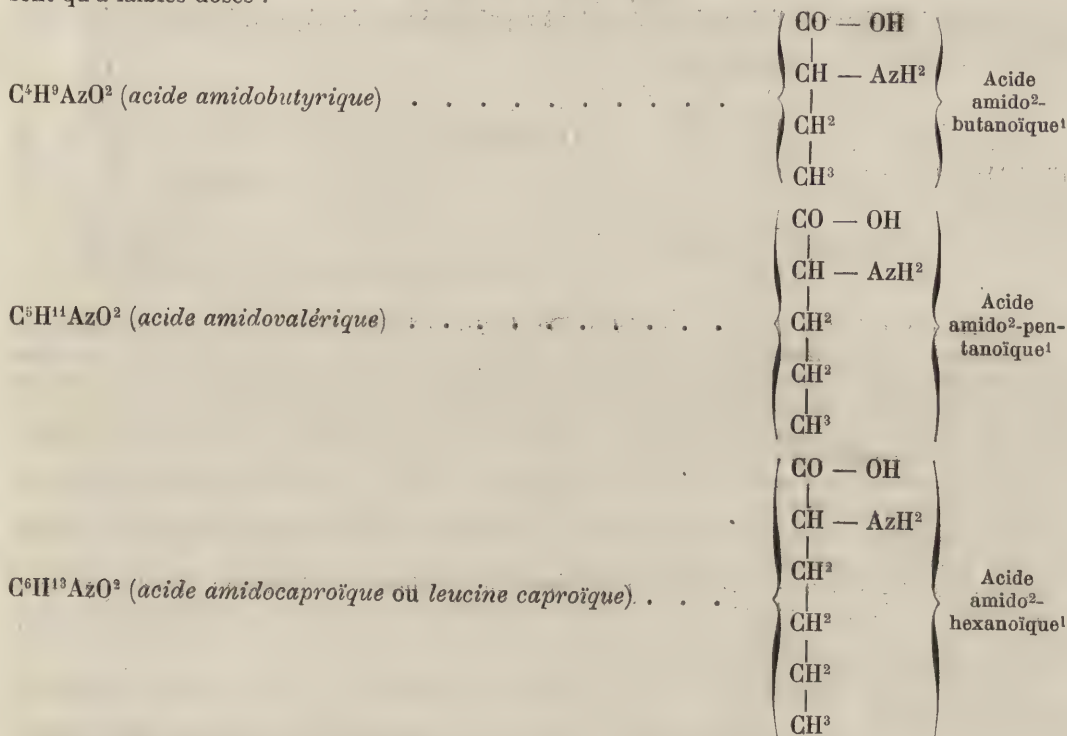 CO — OH
CH — AzH²
C⁴H⁹AzO² (acide amidobutyrique) . . . . . . . . . .
CH²
CH³
Acide
amido²-
butanoïque¹
CO — OH
CH — AzH²
C⁵H¹¹AzO² (acide amidovalérique) . . . . . . . . . .
CH²
CH²
CH³
Acide
amido²-pen-
tanoïque¹
CO — OH
CH — AzH²
CH²
C⁶H¹³AzO² (acide amidocaproïque ou leucine caproïque) . . .
CH²
CH²
CH³
Acide
amido²-
hexanoïque¹